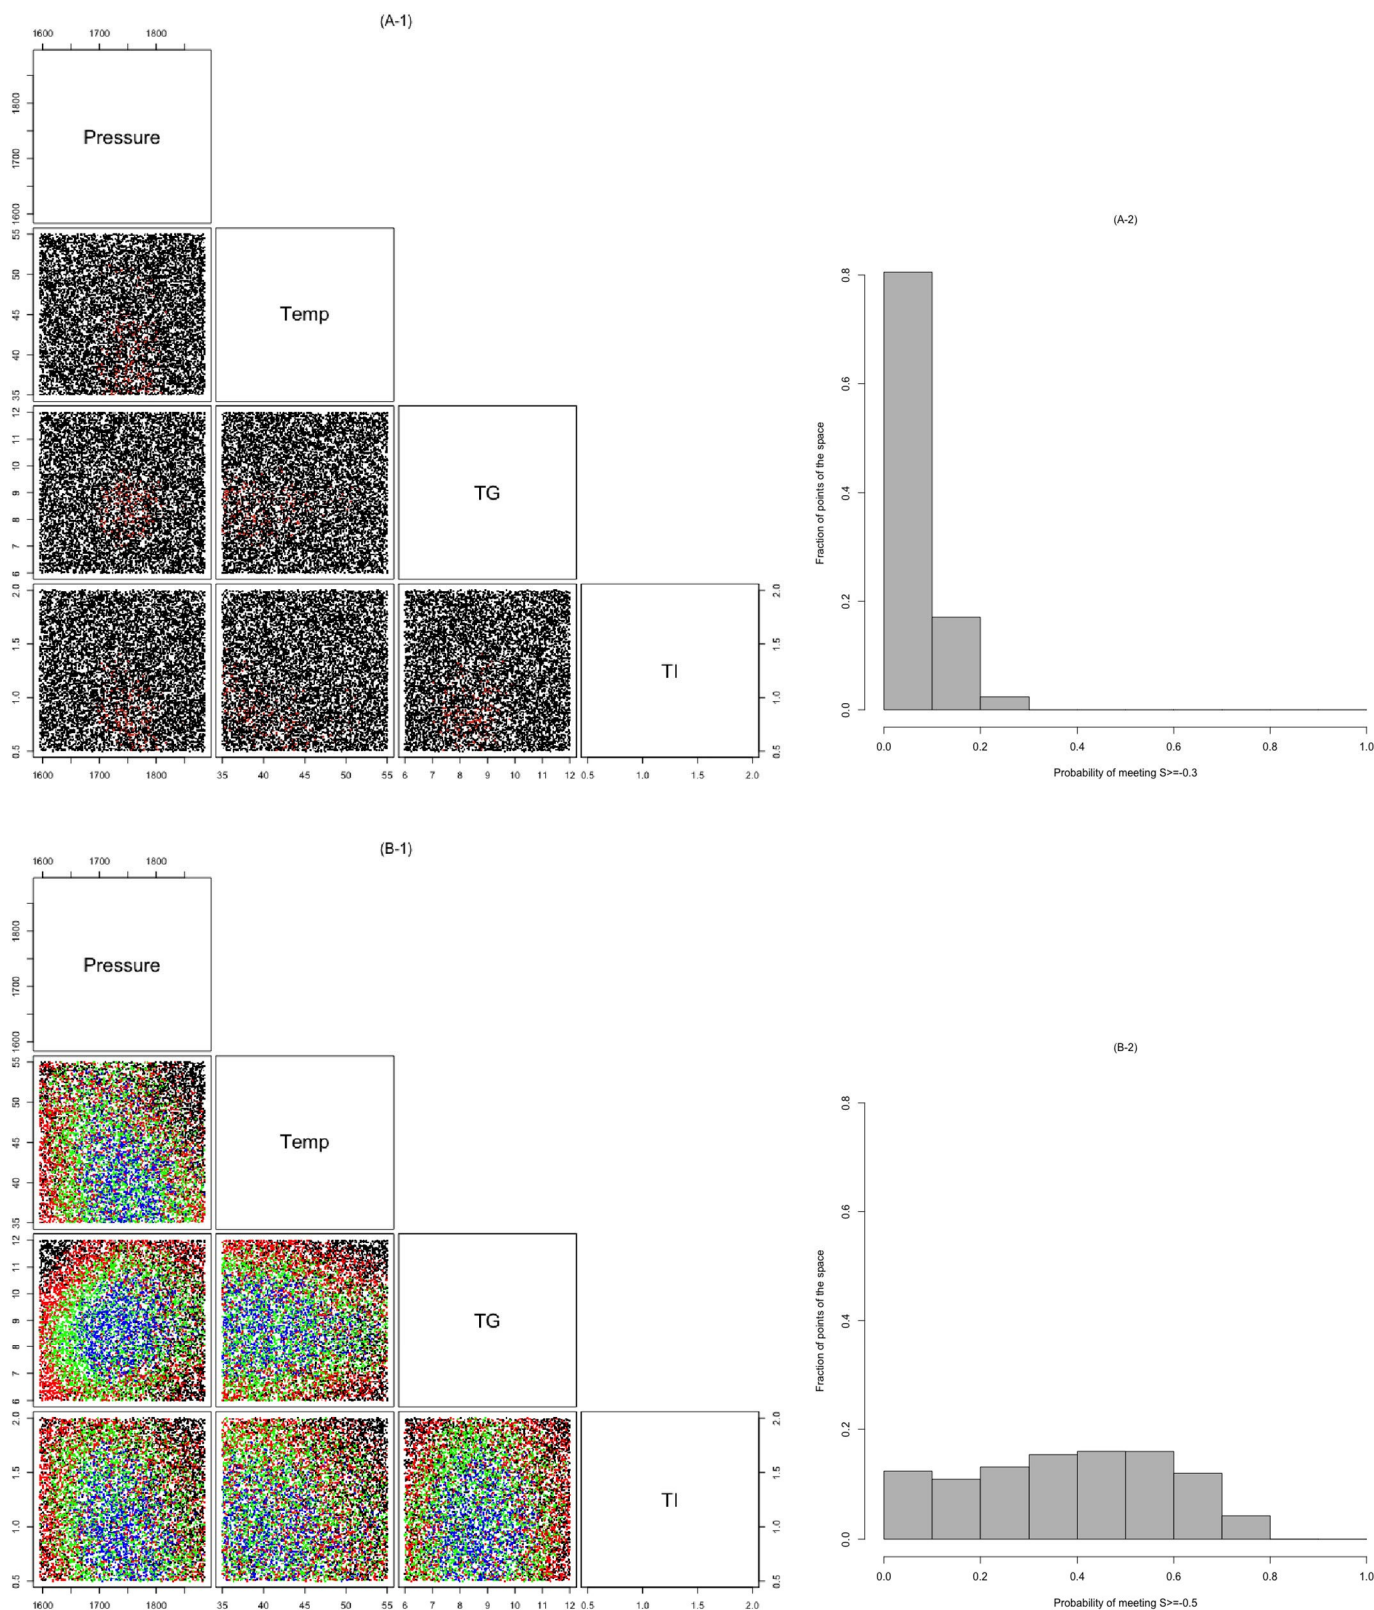 (A-1)
1600 1700 1800
1600 1700 1800
Pressure
35 40 45 50 55
Temp
6 7 8 9 10 11 12
TG
0.5 1.0 1.5 2.0
TI
0.5 1.0 1.5 2.0
1600 1700 1800
35 40 45 50 55
6 7 8 9 10 11 12
0.5 1.0 1.5 2.0
(A-2)
Fraction of points of the space
0.0 0.2 0.4 0.6 0.8
0.0 0.2 0.4 0.6 0.8 1.0
Probability of meeting S>=-0.3
(B-1)
1600 1700 1800
1600 1700 1800
Pressure
35 40 45 50 55
Temp
6 7 8 9 10 11 12
TG
0.5 1.0 1.5 2.0
TI
0.5 1.0 1.5 2.0
1600 1700 1800
35 40 45 50 55
6 7 8 9 10 11 12
0.5 1.0 1.5 2.0
(B-2)
Fraction of points of the space
0.0 0.2 0.4 0.6 0.8
0.0 0.2 0.4 0.6 0.8 1.0
Probability of meeting S>=-0.5